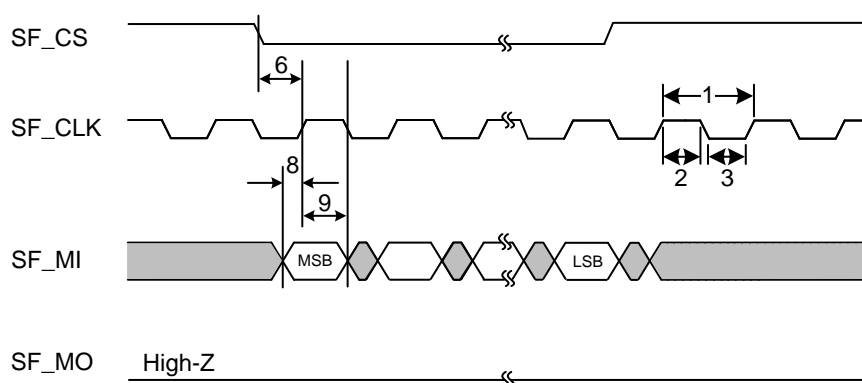 SF_CS
6
SF_CLK
1
2
3
8
9
SF_MI
MSB
LSB
SF_MO
High-Z